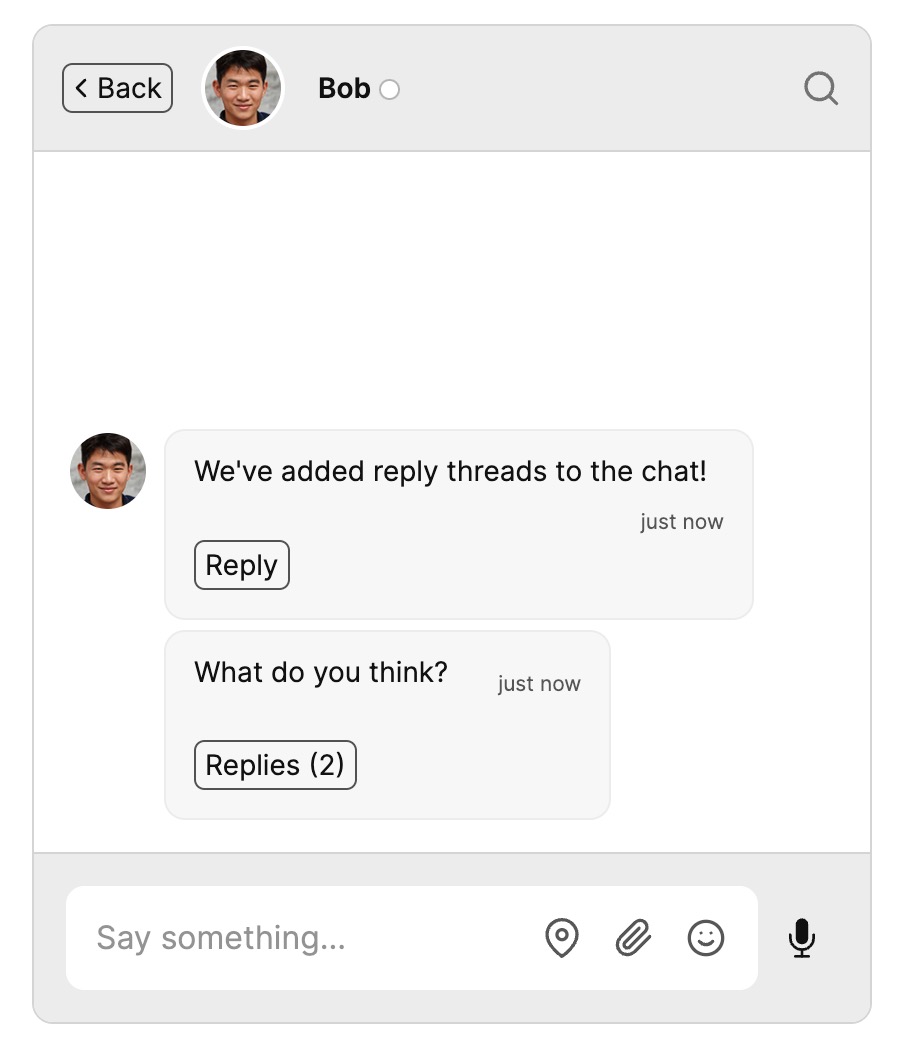 Back
Bob
We've added reply threads to the chat!
just now
Reply
What do you think?
just now
Replies (2)
Say something...